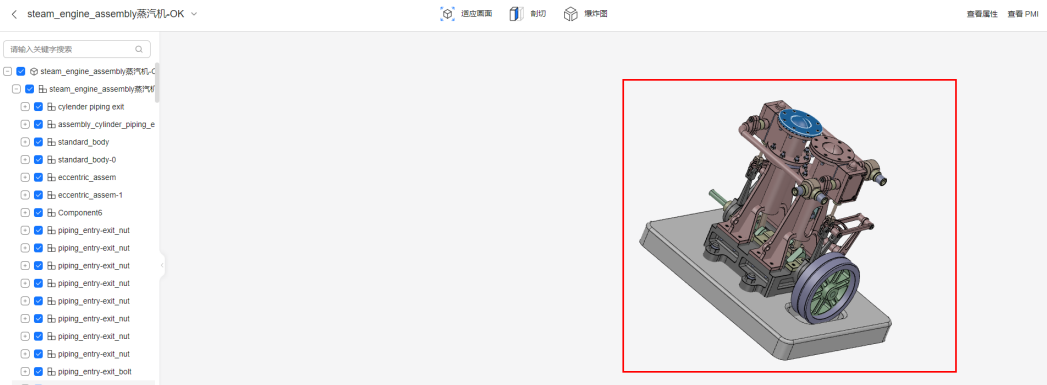 steam_engine_assembly蒸汽机-OK
适应画面 剖切 爆炸图
查看属性 查看 PMI
请输入关键字搜索
steam_engine_assembly蒸汽机-O
steam_engine_assembly蒸汽机
cylender piping exit
assembly_cylinder_piping_e
standard_body
standard_body-0
eccentric_assem
eccentric_assem-1
Component6
piping_entry-exit_nut
piping_entry-exit_nut
piping_entry-exit_nut
piping_entry-exit_nut
piping_entry-exit_nut
piping_entry-exit_nut
piping_entry-exit_nut
piping_entry-exit_nut
piping_entry-exit_bolt